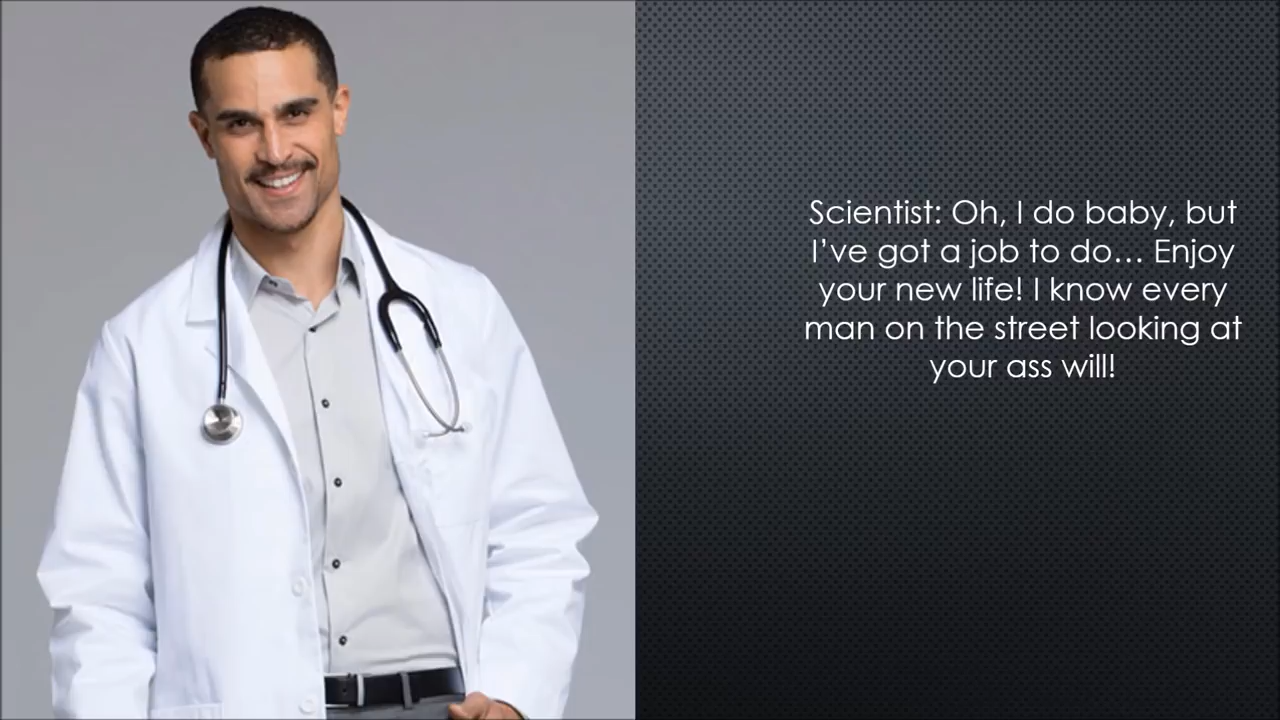 Scientist: Oh, I do baby, but
I’ve got a job to do… Enjoy
your new life! I know every
man on the street looking at
your ass will!